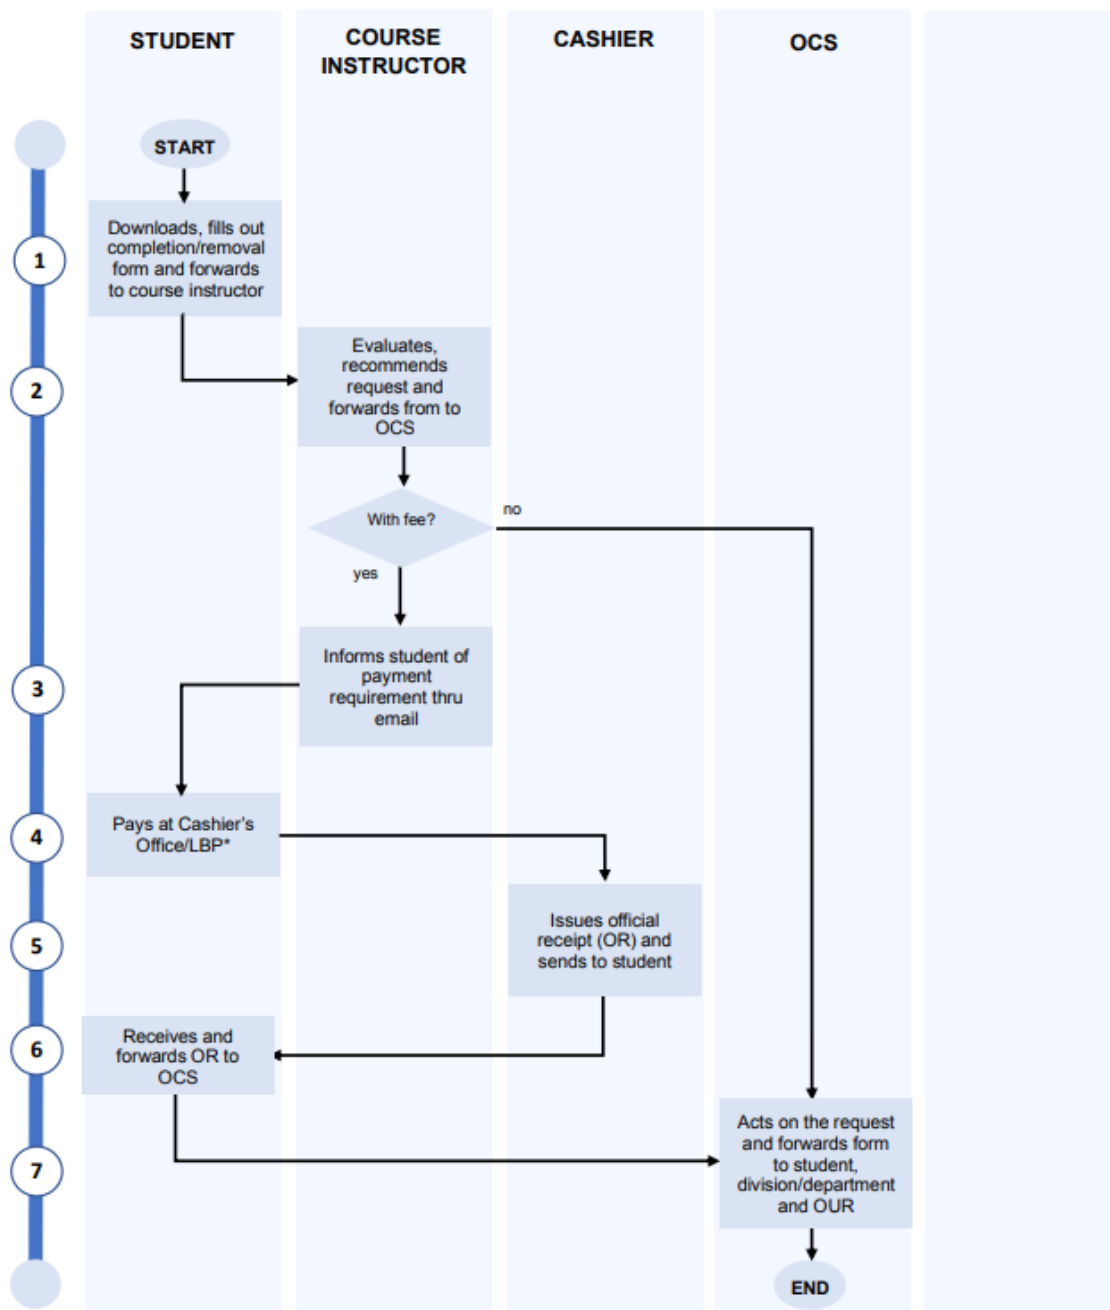 STUDENT
COURSE
INSTRUCTOR
CASHIER
OCS
START
1
Downloads, fills out
completion/removal
form and forwards
to course instructor
2
Evaluates,
recommends
request and
forwards from to
OCS
With fee?
no
yes
3
Informs student of
payment
requirement thru
email
4
Pays at Cashier's
Office/LBP*
5
Issues official
receipt (OR) and
sends to student
6
Receives and
forwards OR to
OCS
7
Acts on the request
and forwards form
to student,
division/department
and OUR
END